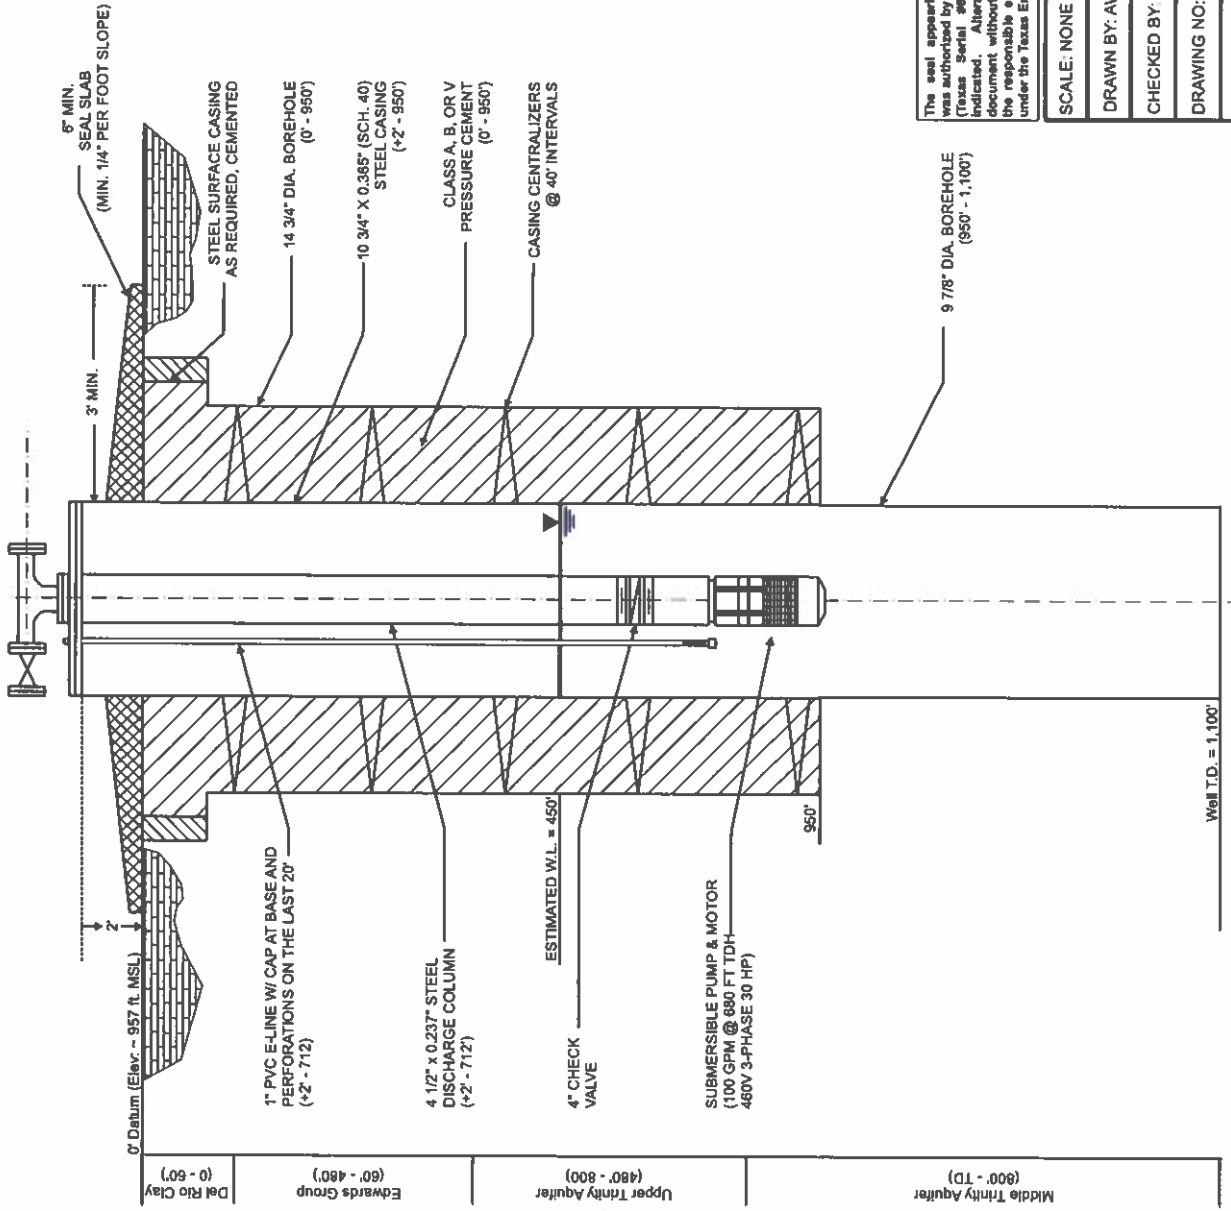 6" MIN.
SEAL SLAB
(MIN. 1/4" PER FOOT SLOPE)
3' MIN.
STEEL SURFACE CASING
AS REQUIRED, CEMENTED
14 3/4" DIA. BOREHOLE
(0' - 950')
10 3/4" X 0.365" (SCH. 40)
STEEL CASING
(+2' - 950')
CLASS A, B, OR V
PRESSURE CEMENT
(0' - 950')
CASING CENTRALIZERS
@ 40' INTERVALS
9 7/8" DIA. BOREHOLE
(950' - 1,100')
0' Datum (Elev: ~ 957 ft. MSL)
2'
1" PVC E-LINE W/ CAP AT BASE AND
PERFORATIONS ON THE LAST 20'
(+2' - 712)
4 1/2" x 0.237" STEEL
DISCHARGE COLUMN
(+2' - 712')
ESTIMATED W.L. = 450'
4" CHECK
VALVE
SUBMERSIBLE PUMP & MOTOR
(100 GPM @ 680 FT TDH
460V 3-PHASE 30 HP)
950'
Well T.D. = 1,100'
Del Rio Clay
(0 - 60')
Edwards Group
(60' - 480')
Upper Trinity Aquifer
(480' - 800)
Middle Trinity Aquifer
(800' - TD)
The seal appeari
was authorized by
(Texas Serial
indicated. Altera
document without
the responsible e
under the Texas En
SCALE: NONE
DRAWN BY: AV
CHECKED BY:
DRAWING NO: